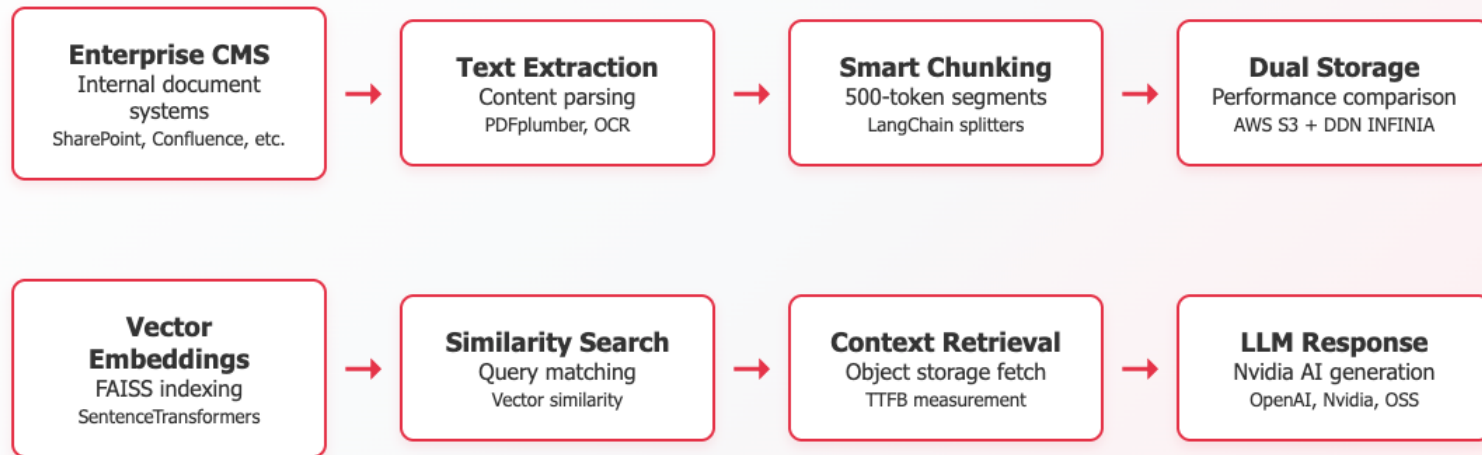 Enterprise CMS
Internal document
systems
SharePoint, Confluence, etc.
Text Extraction
Content parsing
PDFplumber, OCR
Smart Chunking
500-token segments
LangChain splitters
Dual Storage
Performance comparison
AWS S3 + DDN INFINIA
Vector
Embeddings
FAISS indexing
SentenceTransformers
Similarity Search
Query matching
Vector similarity
Context Retrieval
Object storage fetch
TTFB measurement
LLM Response
Nvidia AI generation
OpenAI, Nvidia, OSS